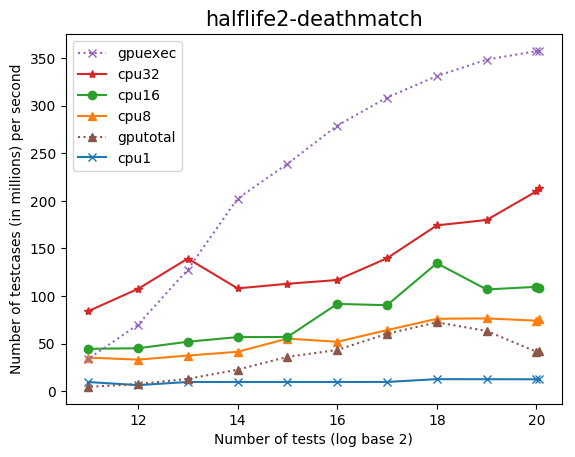 halflife2-deathmatch
Number of testcases (in millions) per second
350
300
250
200
150
100
50
0
gpuexec
cpu32
cpu16
cpu8
gputotal
cpu1
12
14
16
18
20
Number of tests (log base 2)